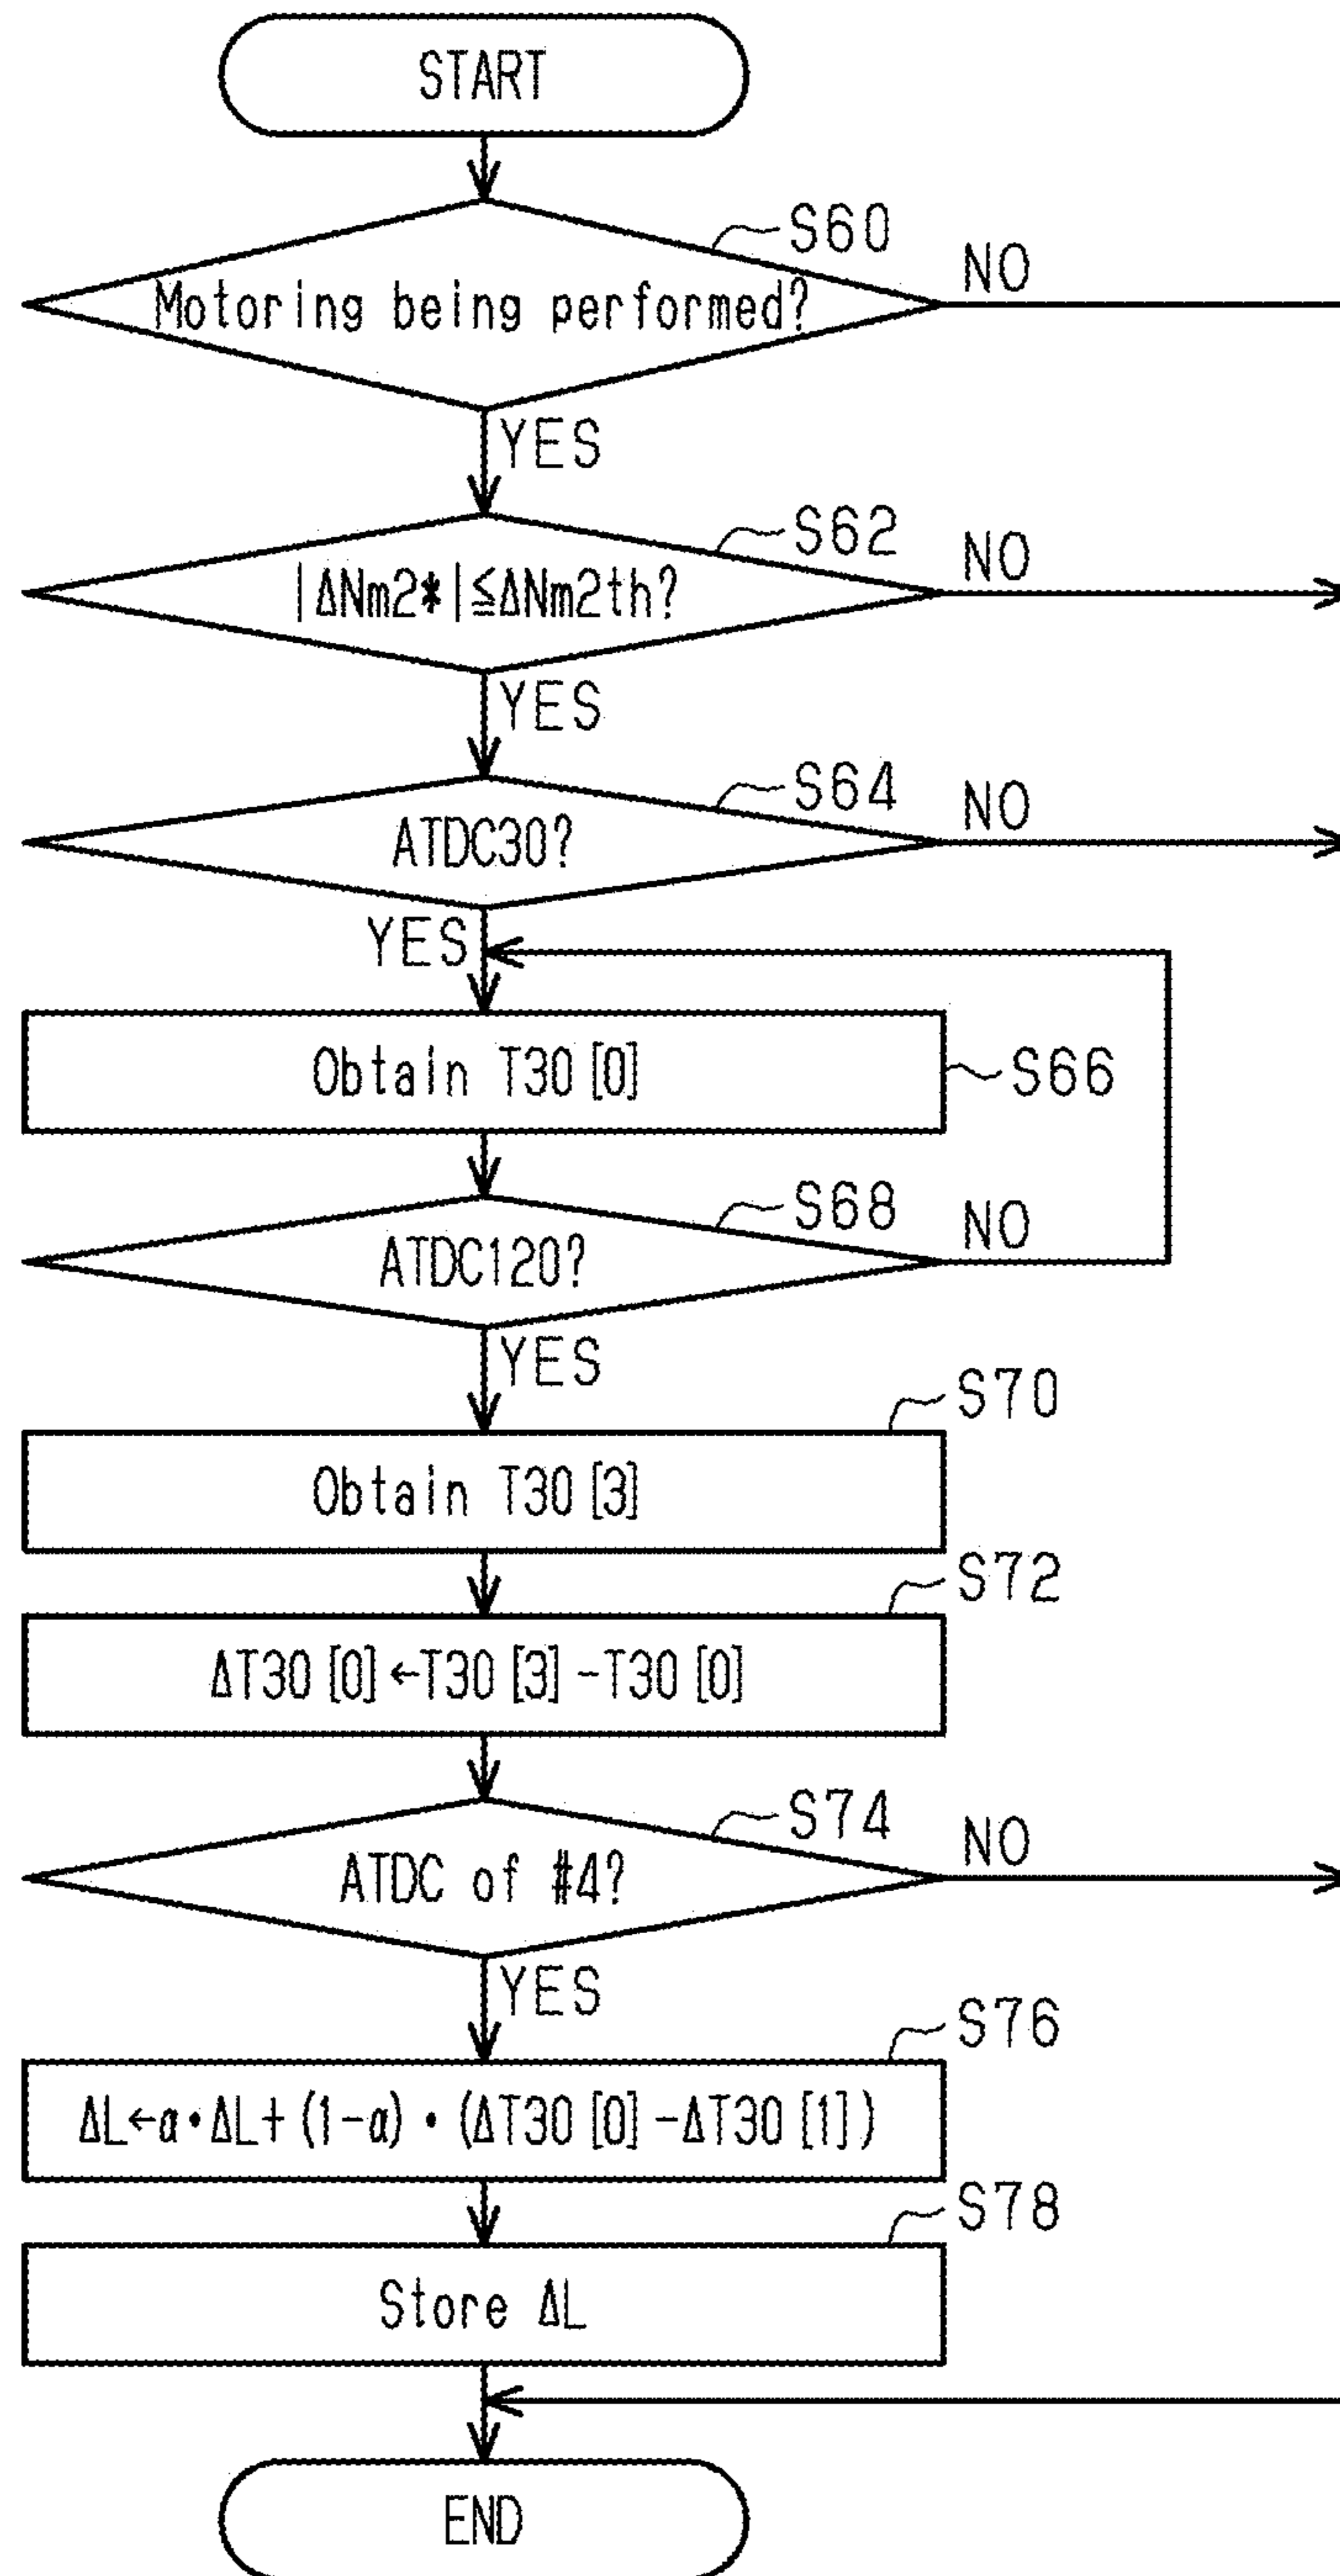 START
S60
Motoring being performed?
NO
YES
S62
|ΔNm2*|≦ΔNm2th?
NO
YES
S64
ATDC30?
NO
YES
Obtain T30[0]
S66
S68
ATDC120?
NO
YES
S70
Obtain T30[3]
S72
ΔT30[0]←T30[3]-T30[0]
S74
ATDC of #4?
NO
YES
S76
ΔL←α•ΔL+(1-α)•(ΔT30[0]-ΔT30[1])
S78
Store ΔL
END